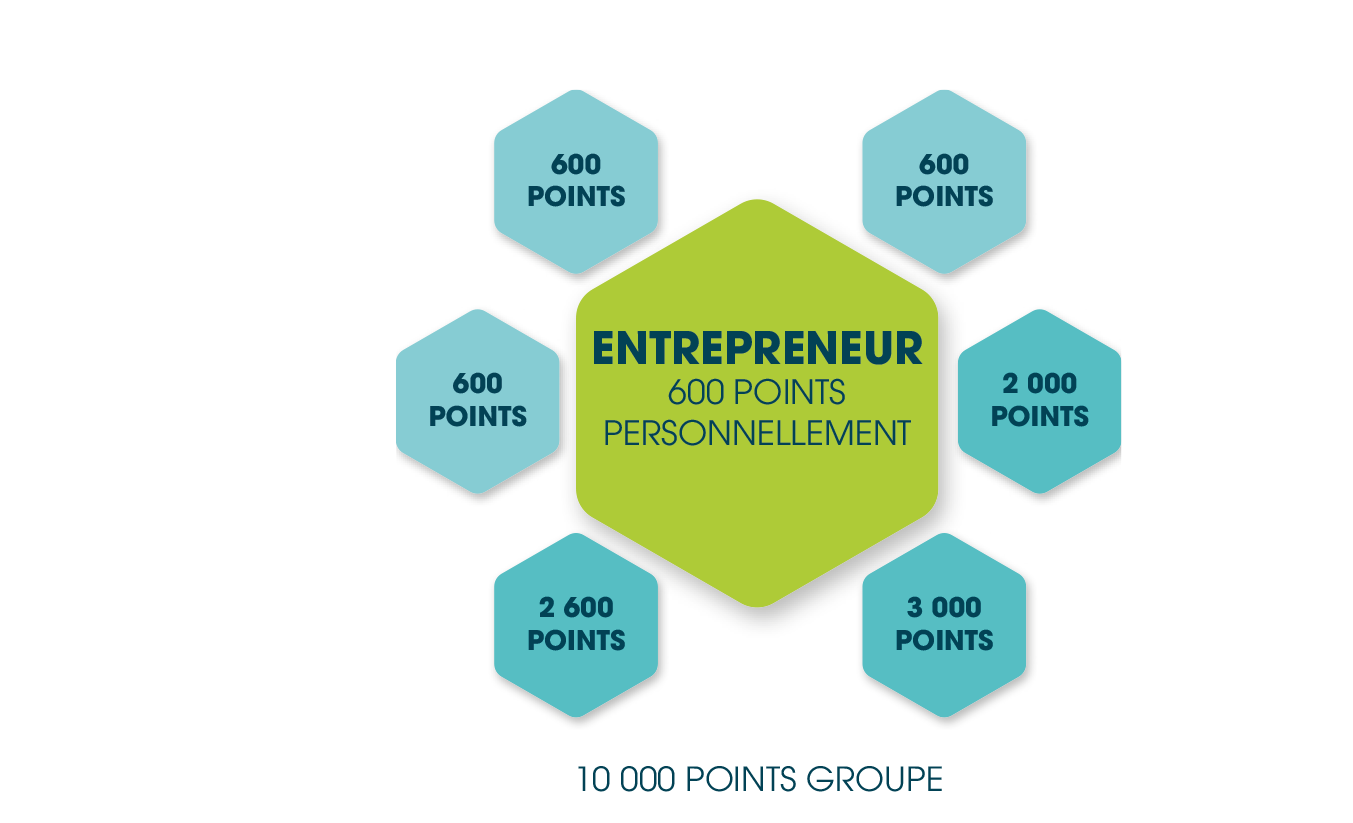 600
POINTS
600
POINTS
ENTREPRENEUR
600 POINTS
PERSONNELLEMENT
600
POINTS
2 000
POINTS
2 600
POINTS
3 000
POINTS
10 000 POINTS GROUPE